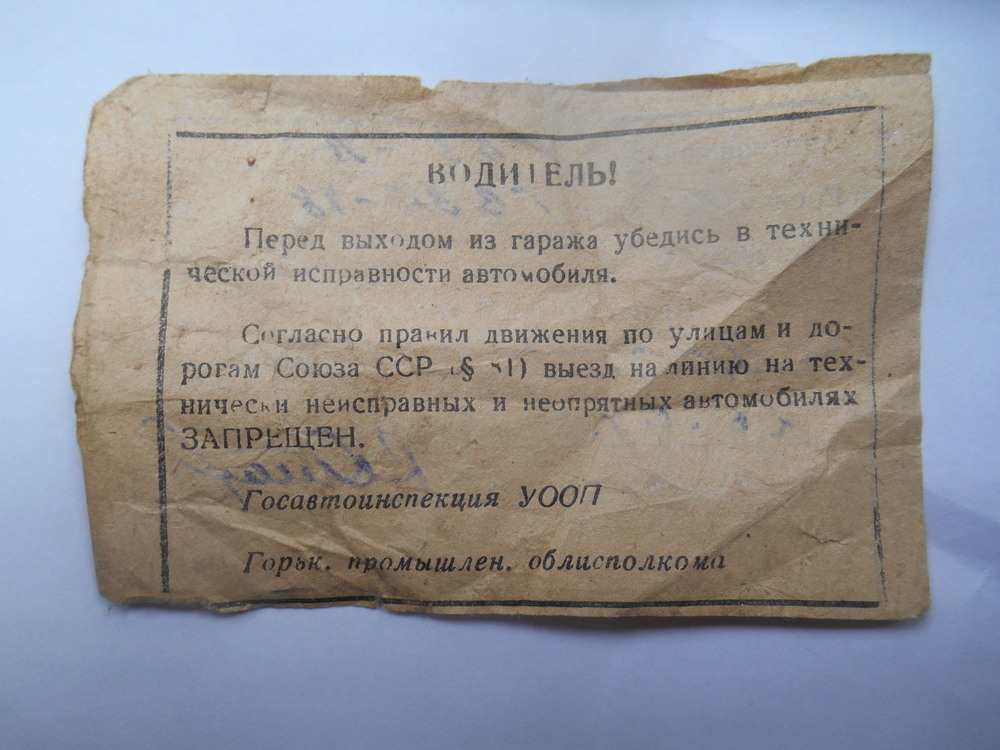 ВОДИТЕЛЬ!
Перед выходом из гаража убедись в техни-
ческой исправности автомобиля.
Согласно правил движения по улицам и до-
рогам Союза ССР (§ выезд на линию на тех-
нически неисправных и неопрятных автомобилях
ЗАПРЕЩЕН.
Госавтоинспекция УООП
Горьк. промышлен. облисполкома